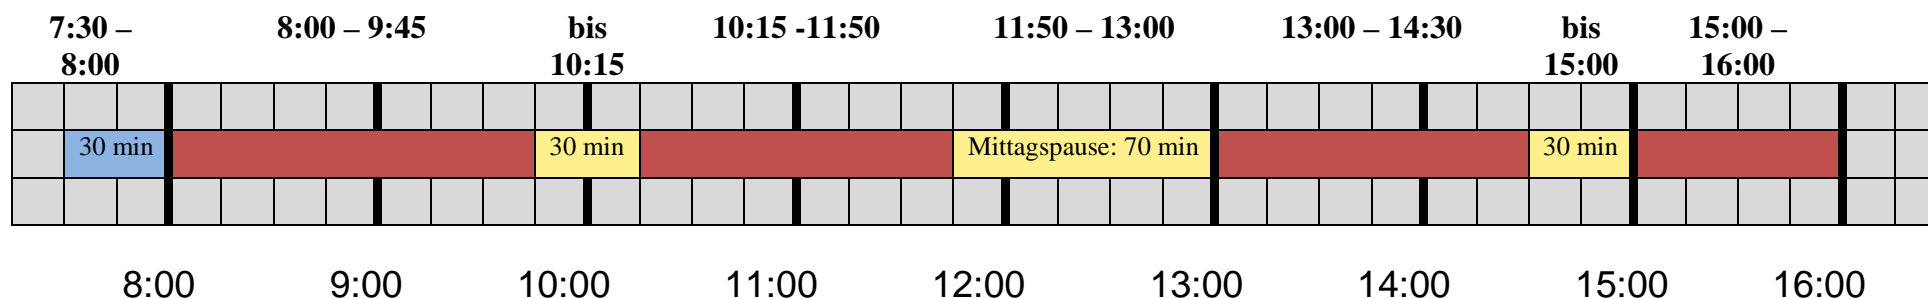 7:30 – 8:00 – 9:45 bis 10:15 -11:50 11:50 – 13:00 13:00 – 14:30 bis 15:00 –
8:00 10:15 15:00 16:00
30 min 30 min Mittagspause: 70 min 30 min
8:00 9:00 10:00 11:00 12:00 13:00 14:00 15:00 16:00